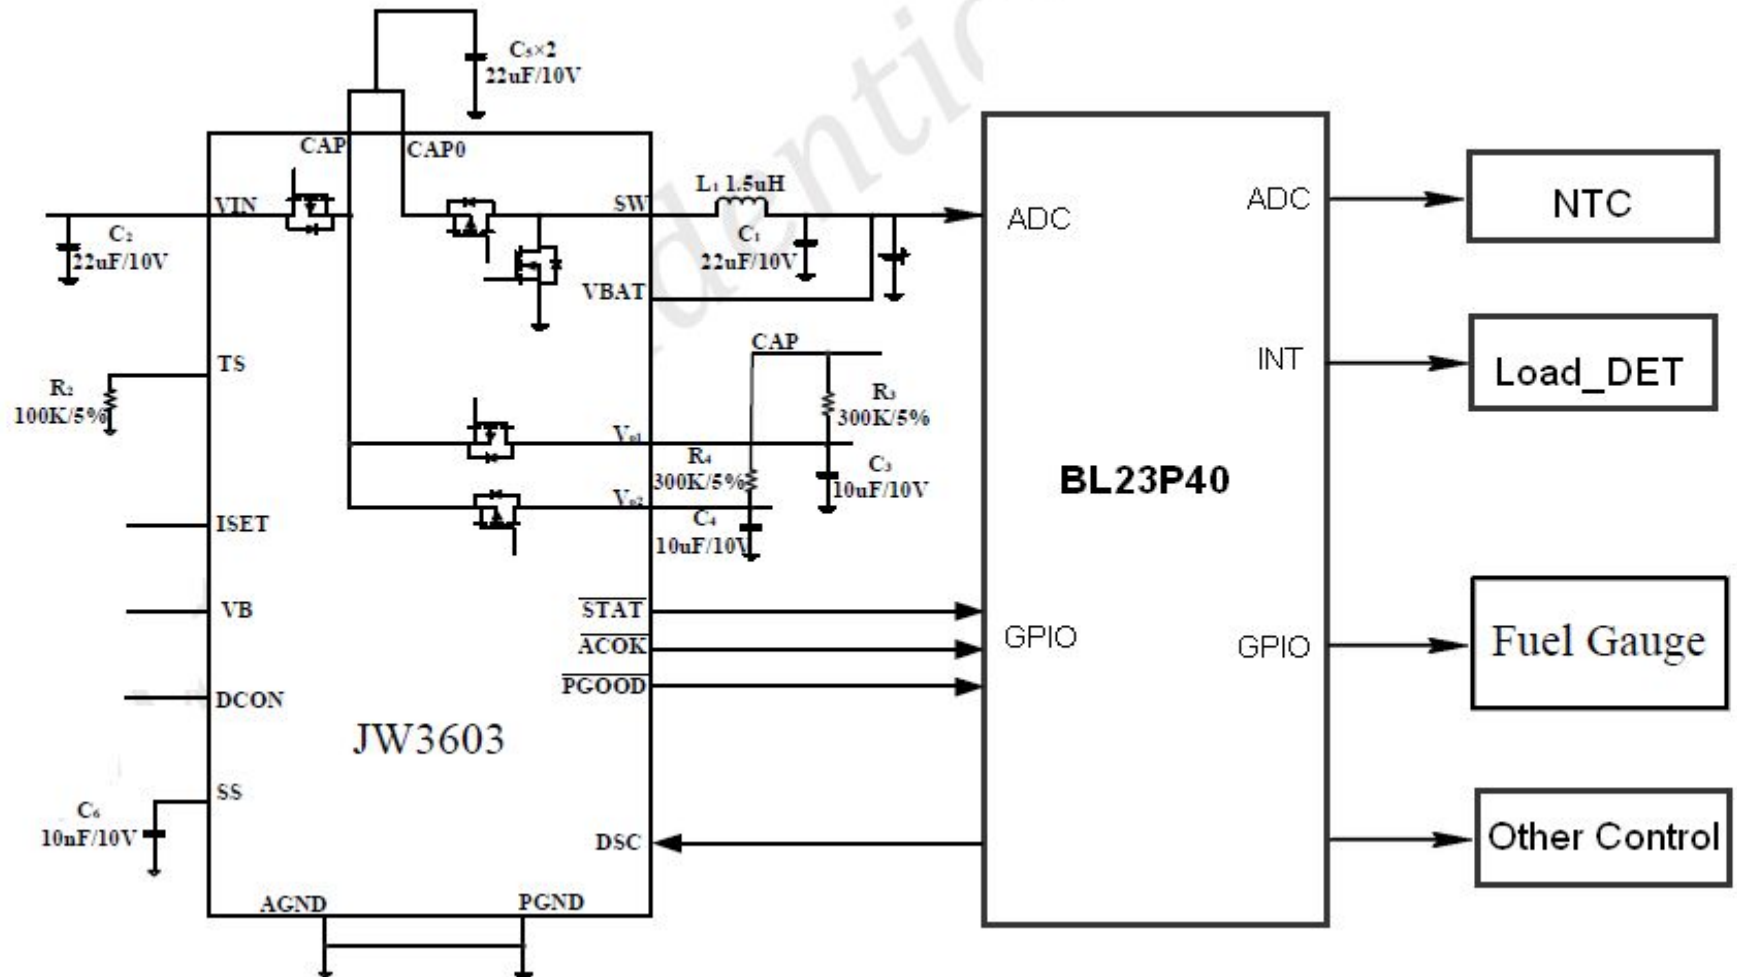 C₅×2
22uF/10V
CAP
CAP0
VIN
SW
L₁ 1.5uH
C₂
22uF/10V
C₁
22uF/10V
VBAT
ADC
ADC
NTC
TS
R₂
100K/5%
CAP
R₃
300K/5%
INT
Load_DET
Vₒ₁
R₄
300K/5%
C₃
10uF/10V
BL23P40
Vₒ₂
C₄
10uF/10V
ISET
VB
STAT
ACOK
PGOOD
GPIO
GPIO
Fuel Gauge
DCON
JW3603
SS
C₆
10nF/10V
DSC
Other Control
AGND
PGND
dentic